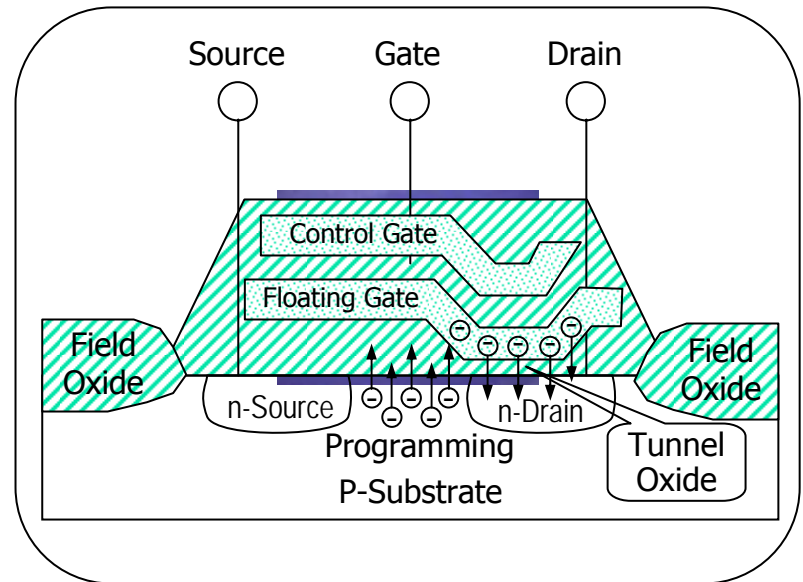 Source Gate Drain
Control Gate
Floating Gate
Field
Oxide
Field
Oxide
n-Source
n-Drain
Programming
Tunnel
Oxide
P-Substrate